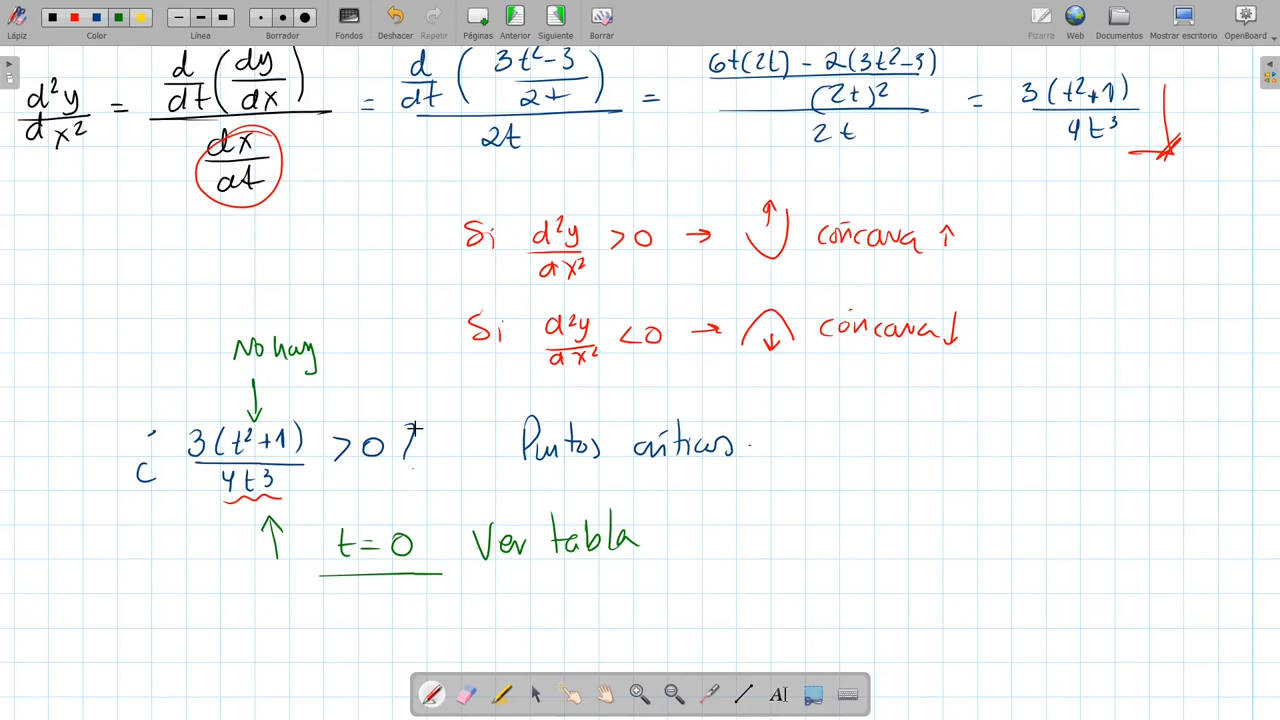 Lápiz Color Línea Borrador Fondos Deshacer Rehacer Páginas Anterior Siguiente Borrar Pizarra Web Documentos Mostrar escritorio OpenBoard
d²y/dx² = (d/dt (dy/dx))/(dx/dt) = (d/dt ((3t²-3)/2t))/2t = ((6t(2t) - 2(3t²-3))/(2t)²)/2t = 3(t²+1)/4t³
Si d²y/dx² >0 → cóncava ↑
Si d²y/dx² <0 → cóncava ↓
No hay
¿ 3(t²+1)/4t³ >0 ? Puntos críticos.
t=0 Ver tabla